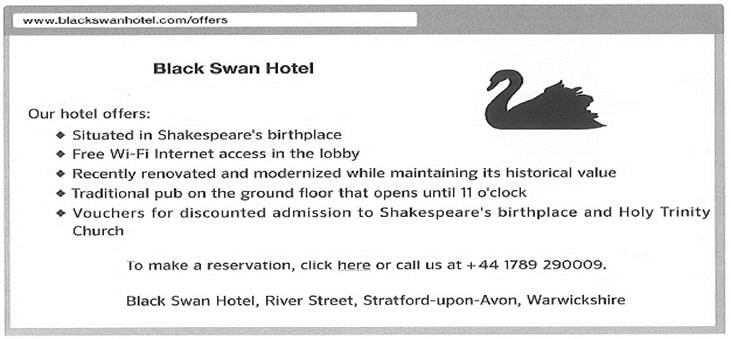 www.blackswanhotel.com/offers
Black Swan Hotel
Our hotel offers:
❖ Situated in Shakespeare's birthplace
❖ Free Wi-Fi Internet access in the lobby
❖ Recently renovated and modernized while maintaining its historical value
❖ Traditional pub on the ground floor that opens until 11 o'clock
❖ Vouchers for discounted admission to Shakespeare's birthplace and Holy Trinity
Church
To make a reservation, click here or call us at +44 1789 290009.
Black Swan Hotel, River Street, Stratford-upon-Avon, Warwickshire